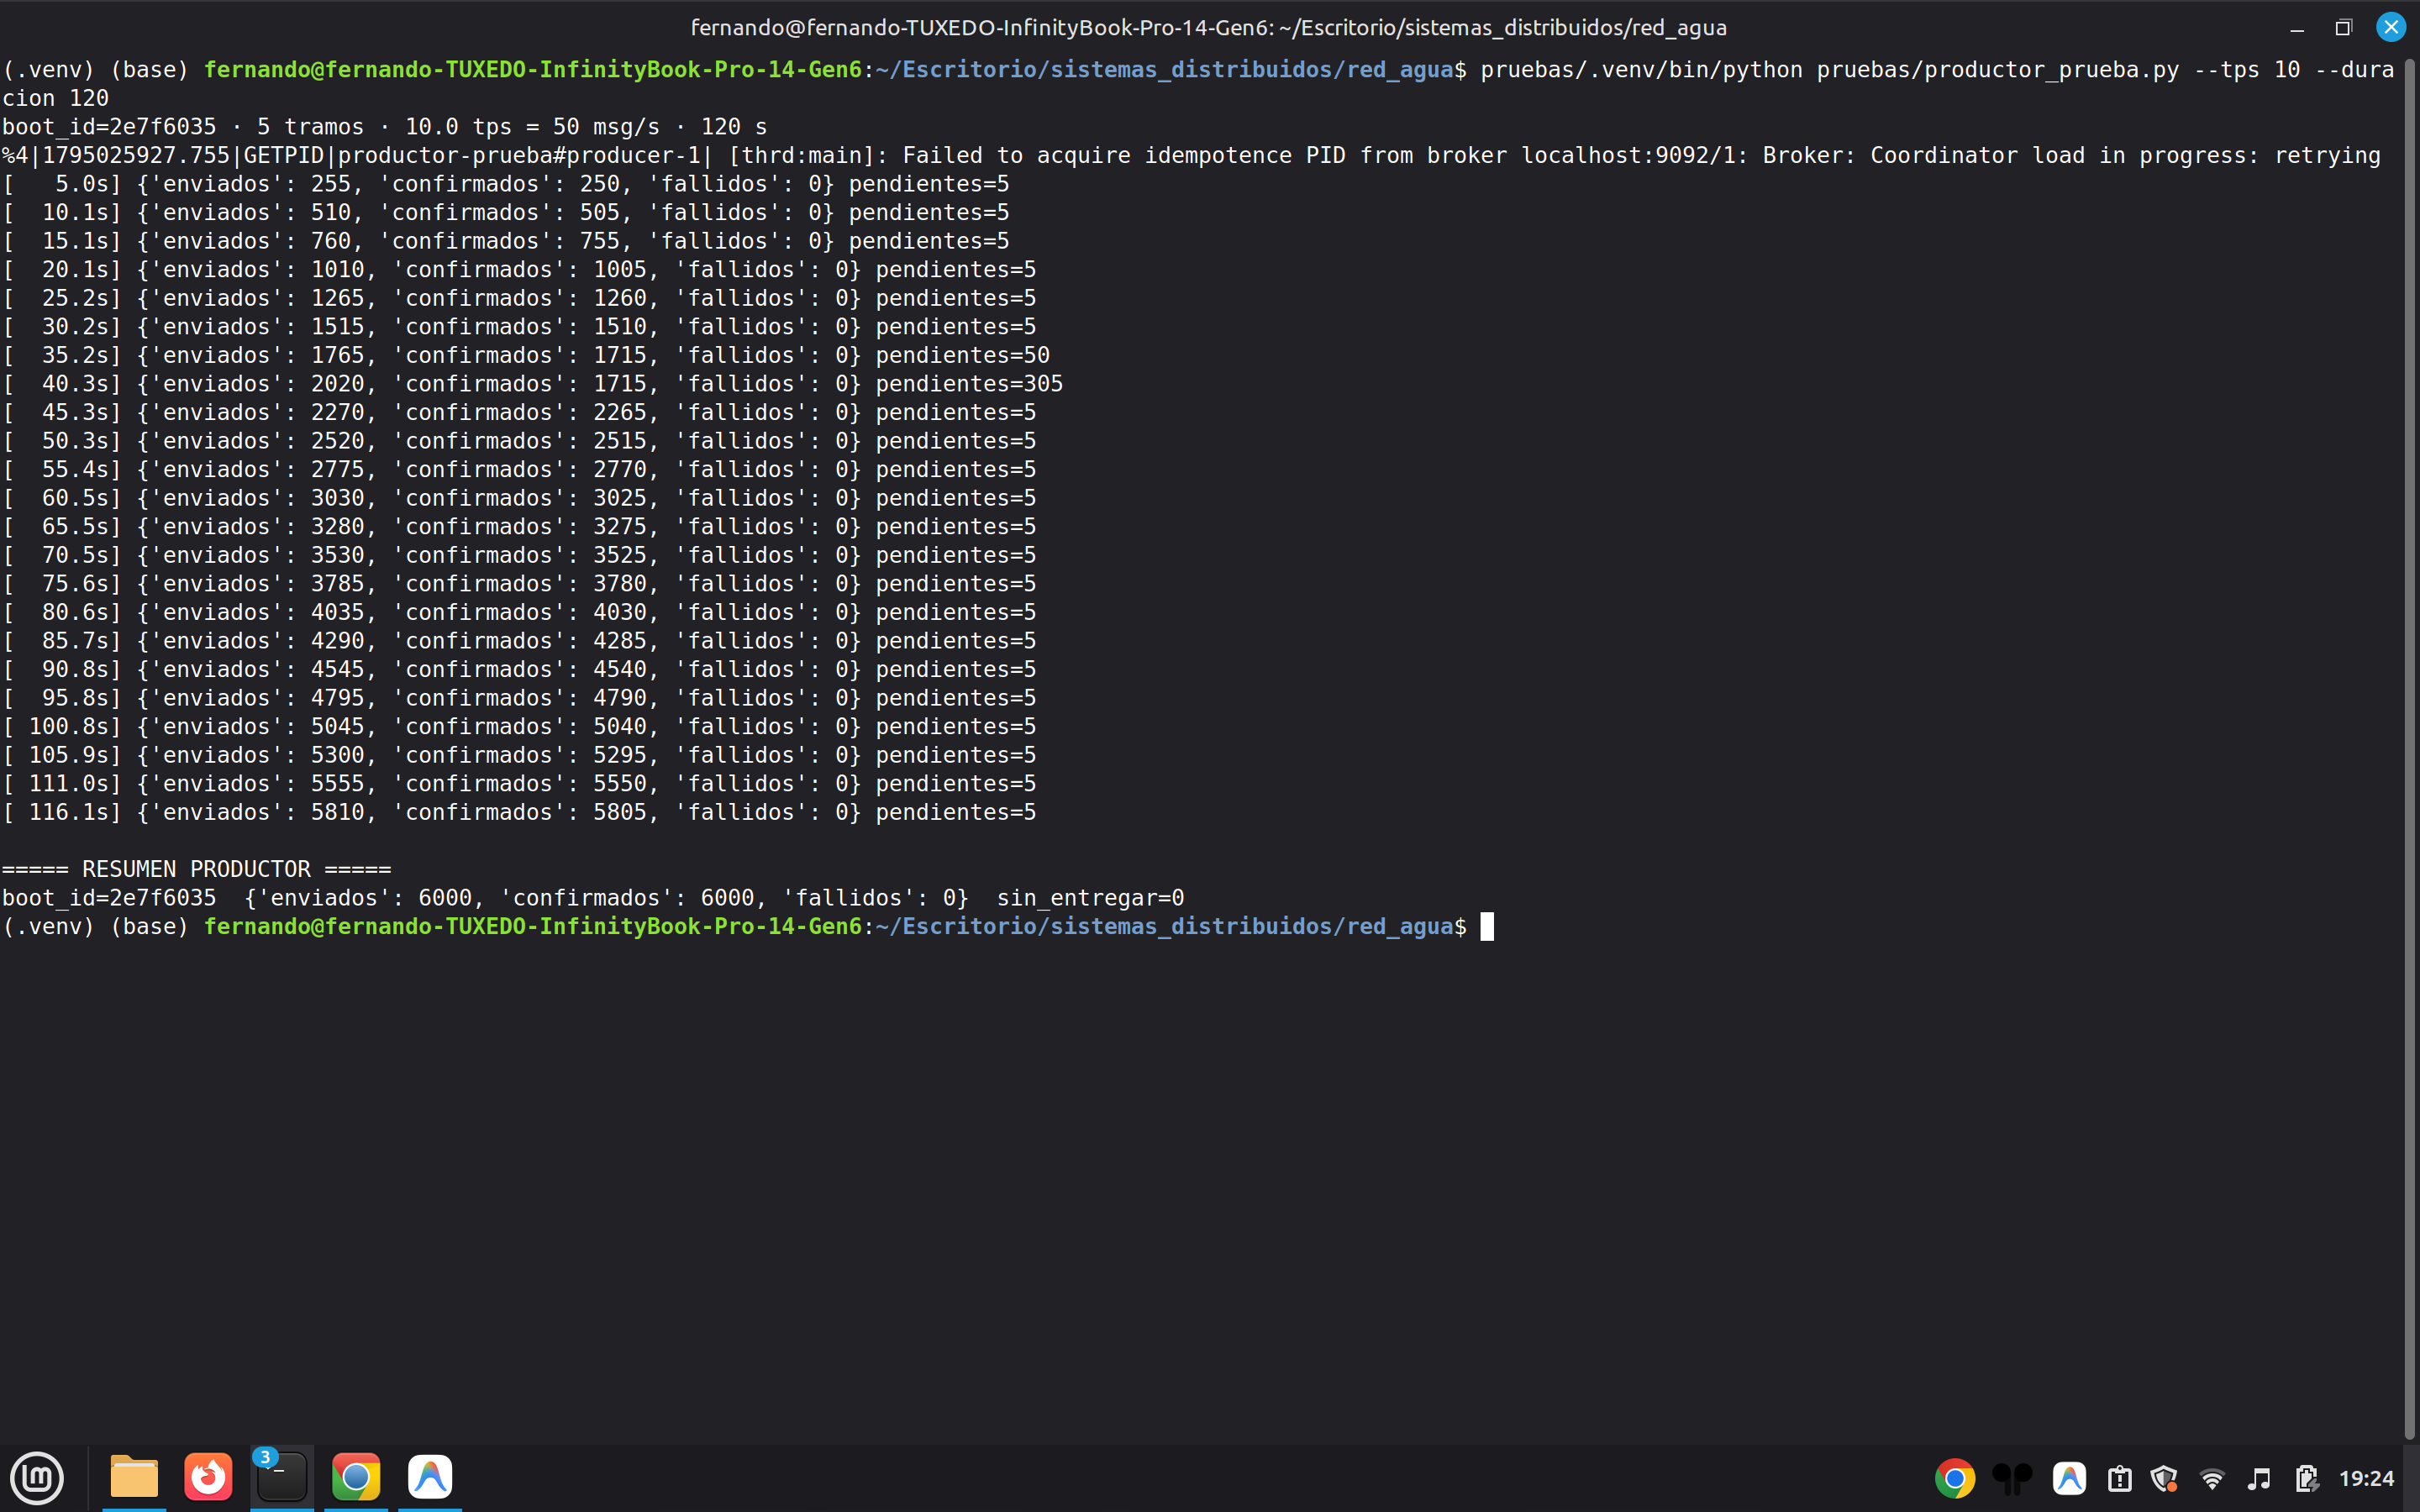 fernando@fernando-TUXEDO-InfinityBook-Pro-14-Gen6: ~/Escritorio/sistemas_distribuidos/red_agua
(.venv) (base) fernando@fernando-TUXEDO-InfinityBook-Pro-14-Gen6:~/Escritorio/sistemas_distribuidos/red_agua$ pruebas/.venv/bin/python pruebas/productor_prueba.py --tps 10 --dura
cion 120
boot_id=2e7f6035 · 5 tramos · 10.0 tps = 50 msg/s · 120 s
%4|1795025927.755|GETPID|productor-prueba#producer-1| [thrd:main]: Failed to acquire idempotence PID from broker localhost:9092/1: Broker: Coordinator load in progress: retrying
[   5.0s] {'enviados': 255, 'confirmados': 250, 'fallidos': 0} pendientes=5
[  10.1s] {'enviados': 510, 'confirmados': 505, 'fallidos': 0} pendientes=5
[  15.1s] {'enviados': 760, 'confirmados': 755, 'fallidos': 0} pendientes=5
[  20.1s] {'enviados': 1010, 'confirmados': 1005, 'fallidos': 0} pendientes=5
[  25.2s] {'enviados': 1265, 'confirmados': 1260, 'fallidos': 0} pendientes=5
[  30.2s] {'enviados': 1515, 'confirmados': 1510, 'fallidos': 0} pendientes=5
[  35.2s] {'enviados': 1765, 'confirmados': 1715, 'fallidos': 0} pendientes=50
[  40.3s] {'enviados': 2020, 'confirmados': 1715, 'fallidos': 0} pendientes=305
[  45.3s] {'enviados': 2270, 'confirmados': 2265, 'fallidos': 0} pendientes=5
[  50.3s] {'enviados': 2520, 'confirmados': 2515, 'fallidos': 0} pendientes=5
[  55.4s] {'enviados': 2775, 'confirmados': 2770, 'fallidos': 0} pendientes=5
[  60.5s] {'enviados': 3030, 'confirmados': 3025, 'fallidos': 0} pendientes=5
[  65.5s] {'enviados': 3280, 'confirmados': 3275, 'fallidos': 0} pendientes=5
[  70.5s] {'enviados': 3530, 'confirmados': 3525, 'fallidos': 0} pendientes=5
[  75.6s] {'enviados': 3785, 'confirmados': 3780, 'fallidos': 0} pendientes=5
[  80.6s] {'enviados': 4035, 'confirmados': 4030, 'fallidos': 0} pendientes=5
[  85.7s] {'enviados': 4290, 'confirmados': 4285, 'fallidos': 0} pendientes=5
[  90.8s] {'enviados': 4545, 'confirmados': 4540, 'fallidos': 0} pendientes=5
[  95.8s] {'enviados': 4795, 'confirmados': 4790, 'fallidos': 0} pendientes=5
[ 100.8s] {'enviados': 5045, 'confirmados': 5040, 'fallidos': 0} pendientes=5
[ 105.9s] {'enviados': 5300, 'confirmados': 5295, 'fallidos': 0} pendientes=5
[ 111.0s] {'enviados': 5555, 'confirmados': 5550, 'fallidos': 0} pendientes=5
[ 116.1s] {'enviados': 5810, 'confirmados': 5805, 'fallidos': 0} pendientes=5
===== RESUMEN PRODUCTOR =====
boot_id=2e7f6035  {'enviados': 6000, 'confirmados': 6000, 'fallidos': 0}  sin_entregar=0
(.venv) (base) fernando@fernando-TUXEDO-InfinityBook-Pro-14-Gen6:~/Escritorio/sistemas_distribuidos/red_agua$
3
19:24